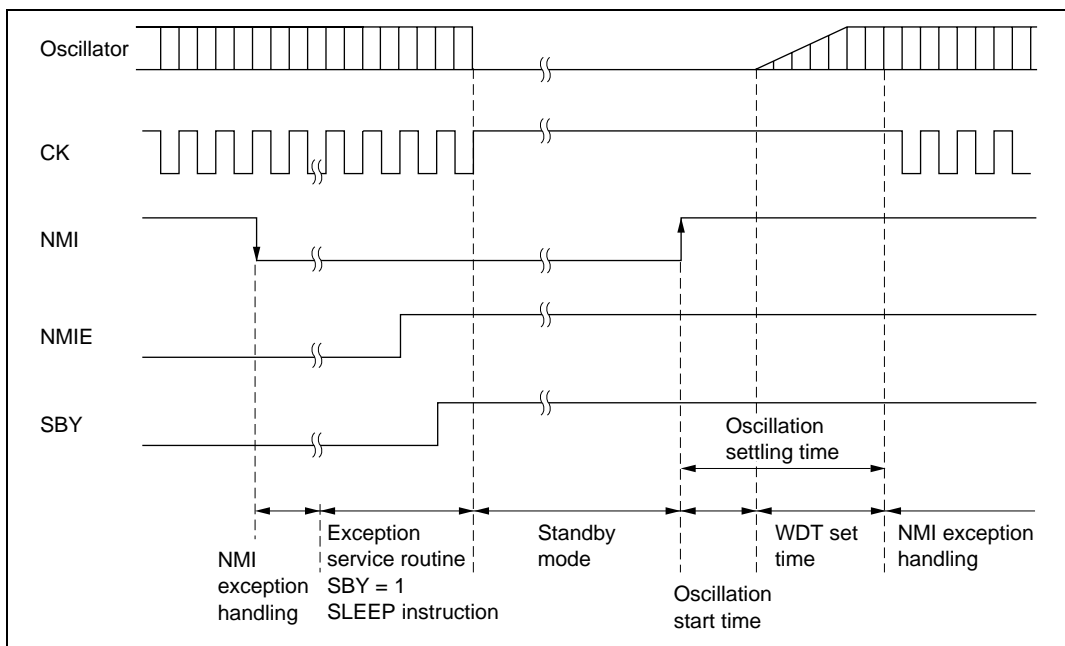 Oscillator
CK
NMI
NMIE
SBY
Oscillation
settling time
NMI
exception
handling
Exception
service routine
SBY = 1
SLEEP instruction
Standby
mode
Oscillation
start time
WDT set
time
NMI exception
handling